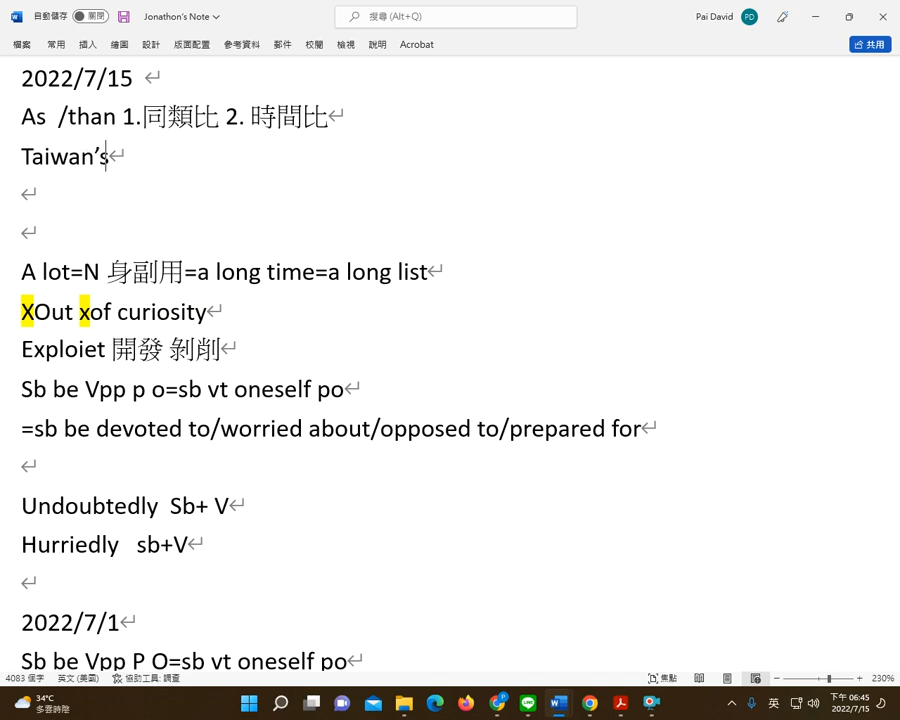 自動儲存 關閉 Jonathon's Note 搜尋 (Alt+Q) Pai David PD
檔案 常用 插入 繪圖 設計 版面配置 參考資料 郵件 校閱 檢視 說明 Acrobat 共用
2022/7/15
As /than 1.同類比 2. 時間比
Taiwan's
A lot=N 身副用=a long time=a long list
XOut xof curiosity
Exploiet 開發 剝削
Sb be Vpp p o=sb vt oneself po
=sb be devoted to/worried about/opposed to/prepared for
Undoubtedly Sb+ V
Hurriedly sb+V
2022/7/1
Sb be Vpp P O=sb vt oneself po
4083 個字 英文 (美國) 協助工具: 調查 焦點 230%
34°C
多雲時陰
英
下午 06:45
2022/7/15